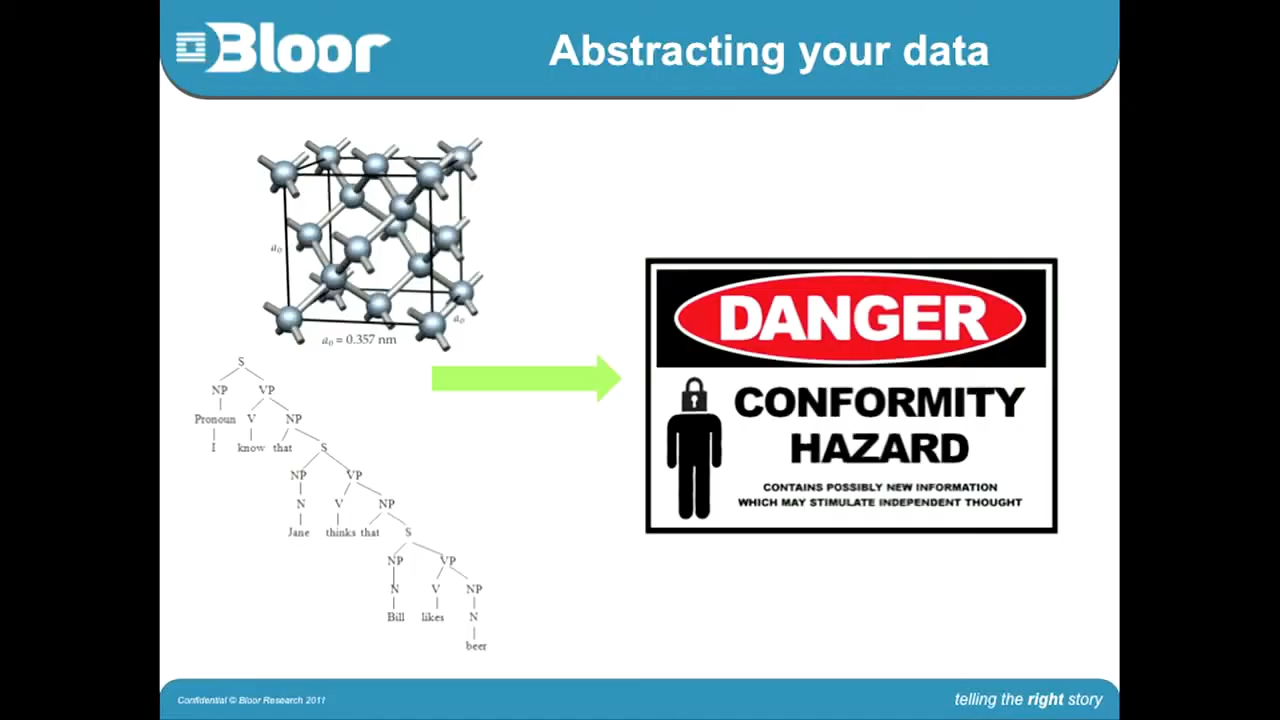 Bloor
Abstracting your data
a₀
a₀
a₀ = 0.357 nm
S
NP VP
Pronoun V NP
I know that S
NP VP
N V NP
Jane thinks that S
NP VP
N V NP
Bill likes N
beer
DANGER
CONFORMITY
HAZARD
CONTAINS POSSIBLY NEW INFORMATION
WHICH MAY STIMULATE INDEPENDENT THOUGHT
Confidential © Bloor Research 2011
telling the right story